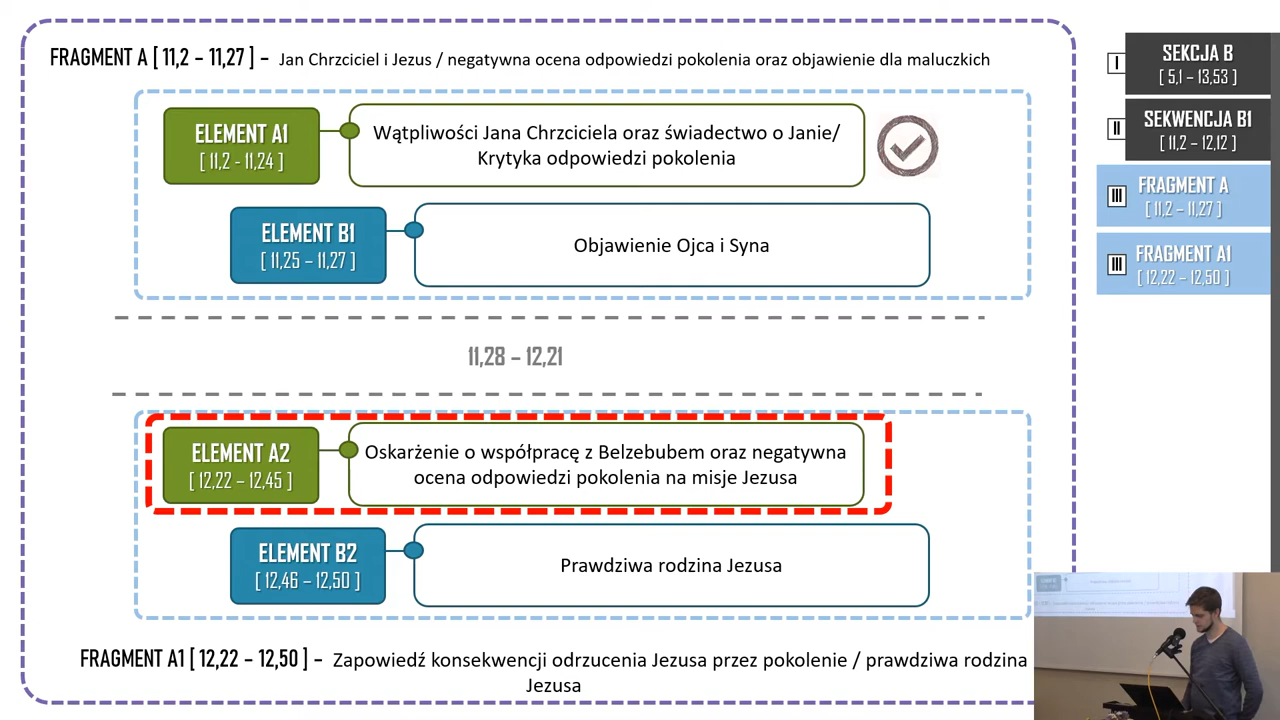 FRAGMENT A [ 11,2 – 11,27 ] – Jan Chrzciciel i Jezus / negatywna ocena odpowiedzi pokolenia oraz objawienie dla maluczkich
ELEMENT A1
[ 11,2 - 11,24 ]
Wątpliwości Jana Chrzciciela oraz świadectwo o Janie/
Krytyka odpowiedzi pokolenia
ELEMENT B1
[ 11,25 – 11,27 ]
Objawienie Ojca i Syna
11,28 – 12,21
ELEMENT A2
[ 12,22 – 12,45 ]
Oskarżenie o współpracę z Belzebubem oraz negatywna
ocena odpowiedzi pokolenia na misje Jezusa
ELEMENT B2
[ 12,46 – 12,50 ]
Prawdziwa rodzina Jezusa
FRAGMENT A1 [ 12,22 – 12,50 ] – Zapowiedź konsekwencji odrzucenia Jezusa przez pokolenie / prawdziwa rodzina
Jezusa
I
SEKCJA B
[ 5,1 – 13,53 ]
II
SEKWENCJA B1
[ 11,2 – 12,12 ]
III
FRAGMENT A
[ 11,2 – 11,27 ]
III
FRAGMENT A1
[ 12,22 – 12,50 ]